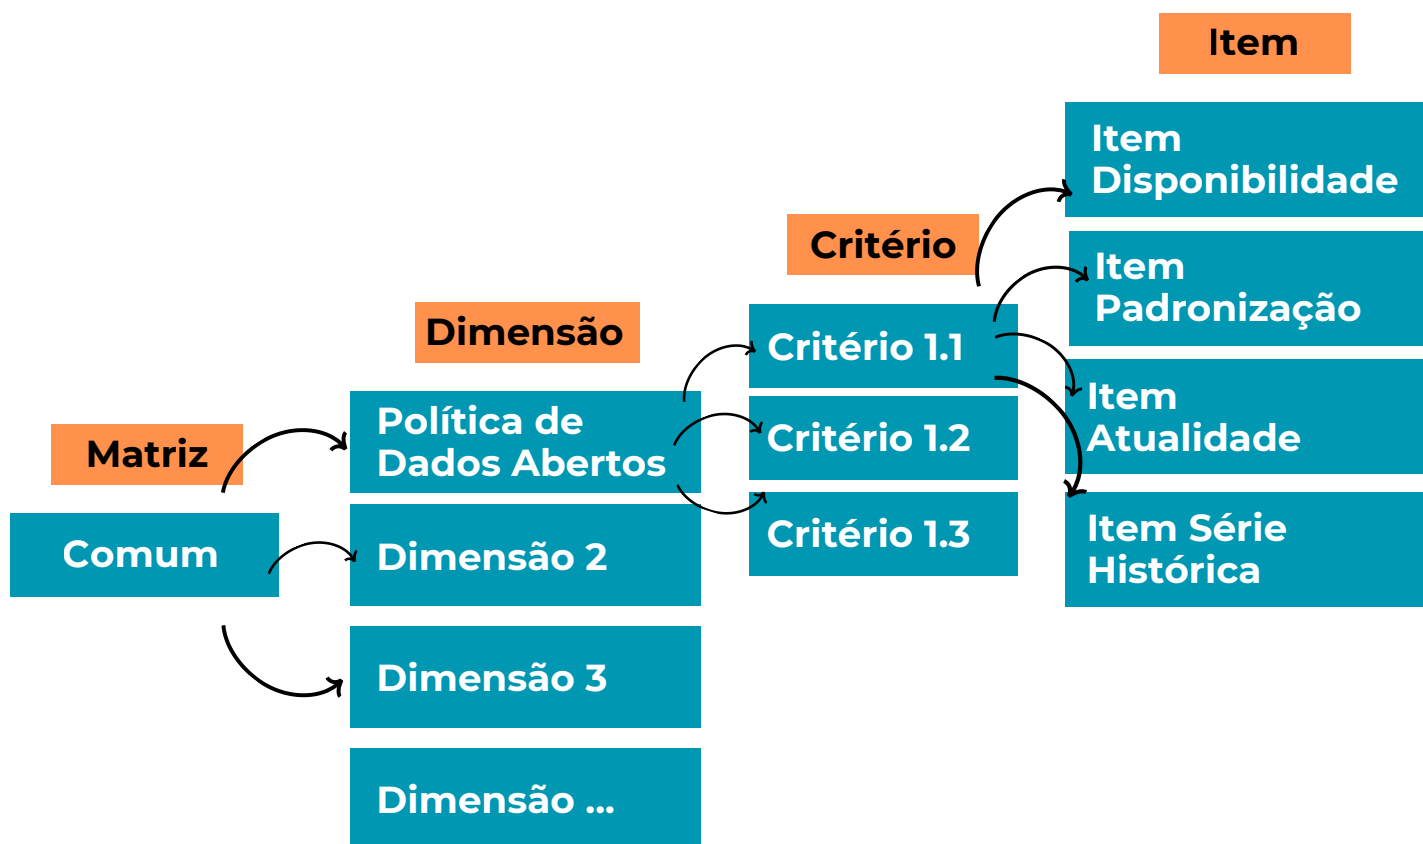 Matriz
Comum
Dimensão
Política de
Dados Abertos
Dimensão 2
Dimensão 3
Dimensão ...
Critério
Critério 1.1
Critério 1.2
Critério 1.3
Item
Item
Disponibilidade
Item
Padronização
Item
Atualidade
Item Série
Histórica